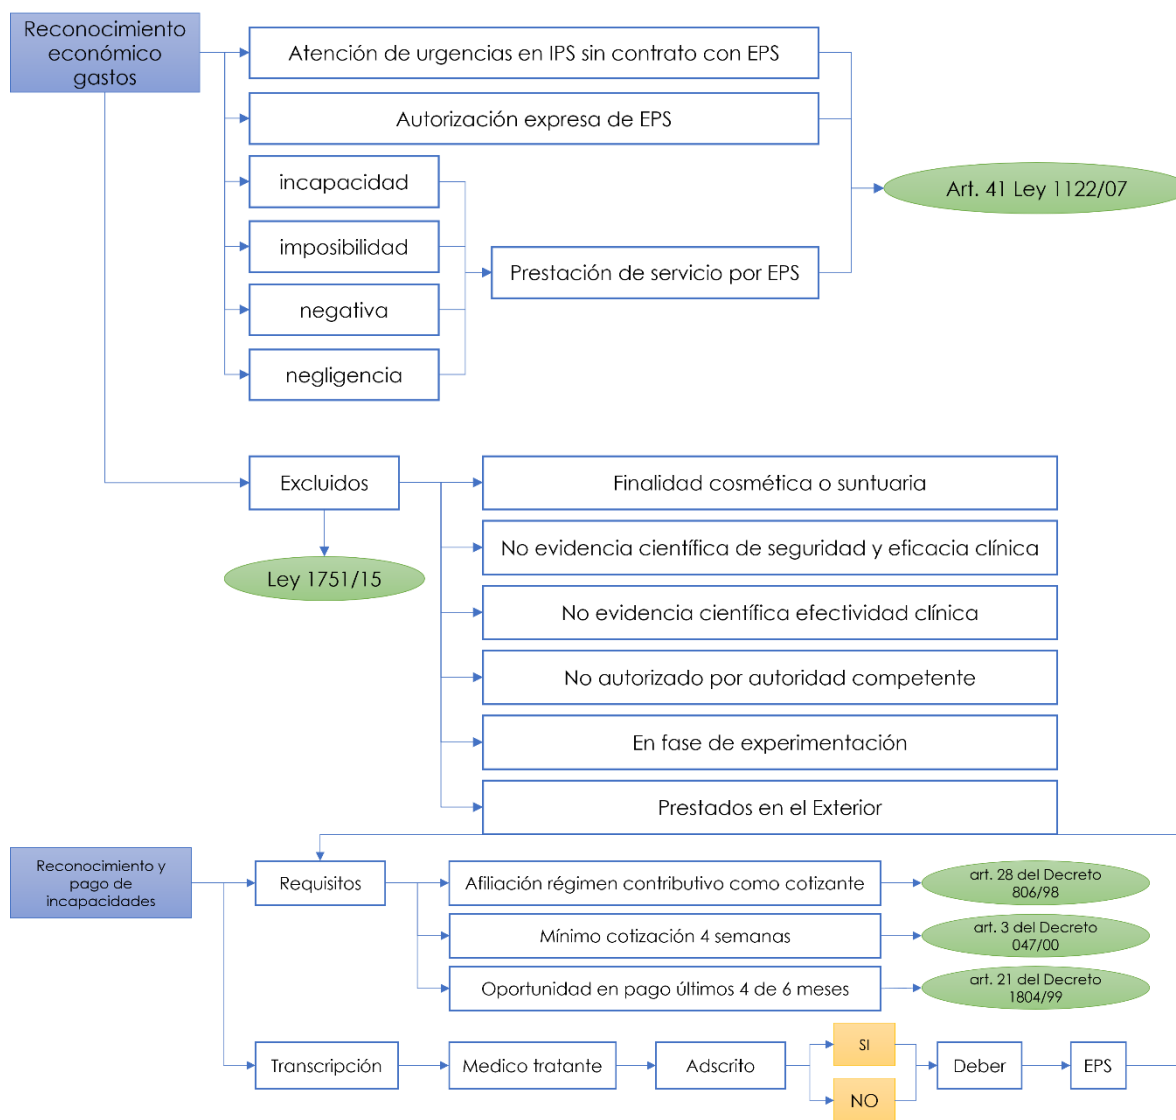 Reconocimiento
económico
gastos
Atención de urgencias en IPS sin contrato con EPS
Autorización expresa de EPS
incapacidad
imposibilidad
negativa
negligencia
Prestación de servicio por EPS
Art. 41 Ley 1122/07
Excluidos
Ley 1751/15
Finalidad cosmética o suntuaria
No evidencia científica de seguridad y eficacia clínica
No evidencia científica efectividad clínica
No autorizado por autoridad competente
En fase de experimentación
Prestados en el Exterior
Reconocimiento y
pago de
incapacidades
Requisitos
Afiliación régimen contributivo como cotizante
art. 28 del Decreto
806/98
Mínimo cotización 4 semanas
art. 3 del Decreto
047/00
Oportunidad en pago últimos 4 de 6 meses
art. 21 del Decreto
1804/99
Transcripción
Medico tratante
Adscrito
SI
NO
Deber
EPS